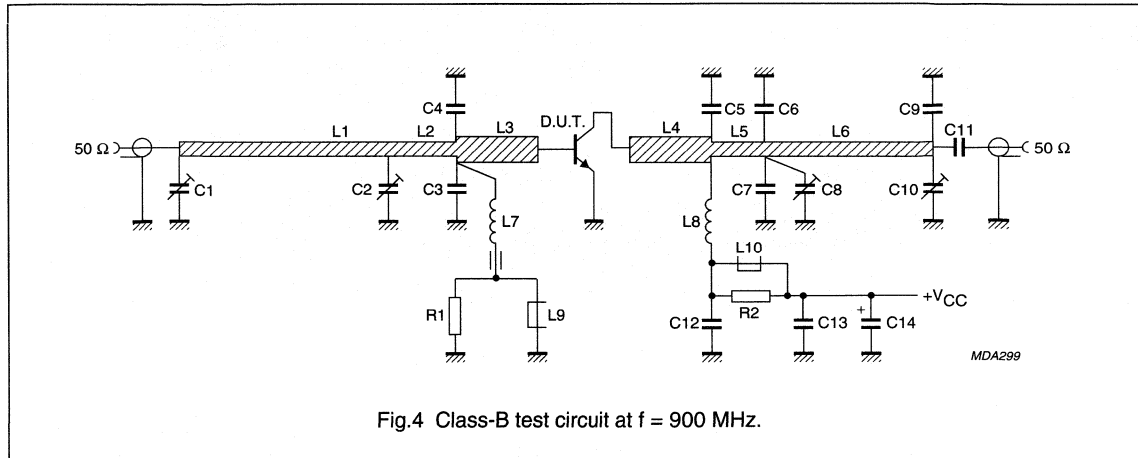 C4
C5
C6
C9
L1
L2
L3
D.U.T.
L4
L5
L6
C11
50 Ω
50 Ω
C1
C2
C3
C7
C8
C10
L7
L8
L10
R1
L9
C12
R2
C13
+
C14
+VCC
MDA299
Fig.4 Class-B test circuit at f = 900 MHz.